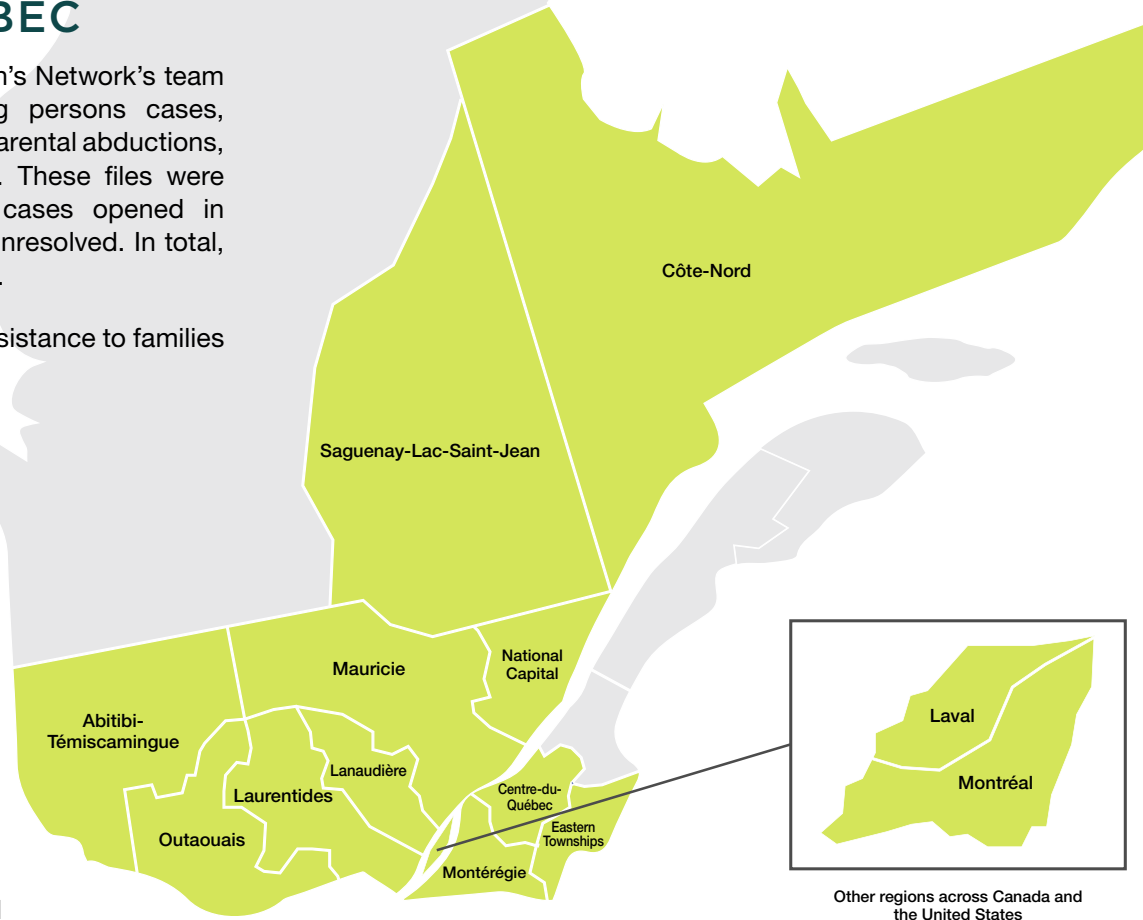 BEC
n's Network's team
g persons cases,
arental abductions,
. These files were
cases opened in
nresolved. In total,
.
sistance to families
Côte-Nord
Saguenay-Lac-Saint-Jean
National
Capital
Mauricie
Abitibi-
Témiscamingue
Lanaudière
Laurentides
Outaouais
Centre-du-
Québec
Eastern
Townships
Montérégie
Laval
Montréal
Other regions across Canada and
the United States